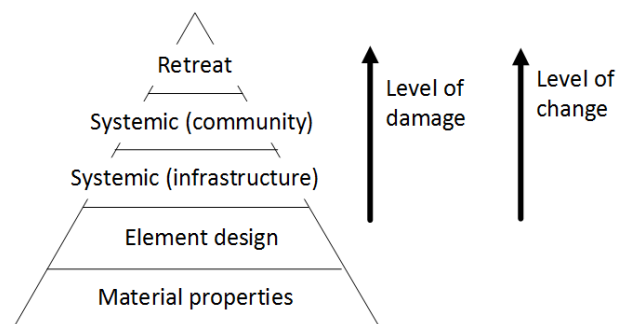 Retreat
Systemic (community)
Systemic (infrastructure)
Element design
Material properties
Level of
damage
Level of
change